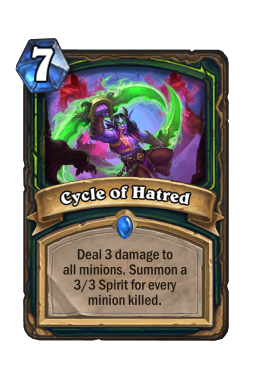 7
Cycle of Hatred
Deal 3 damage to
all minions. Summon a
3/3 Spirit for every
minion killed.